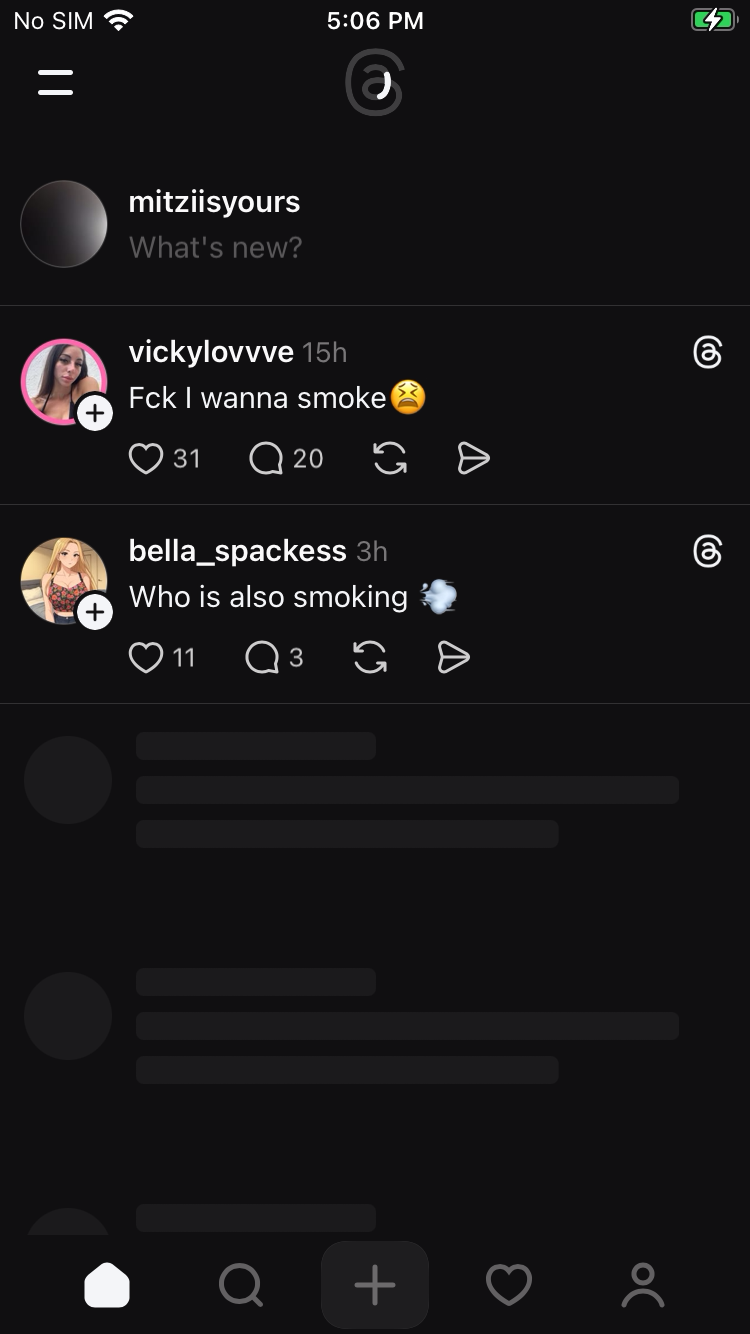 No SIM 5:06 PM
mitziisyours
What's new?
vickylovvve 15h
Fck I wanna smoke😫
31 20
bella_spackess 3h
Who is also smoking 💨
11 3